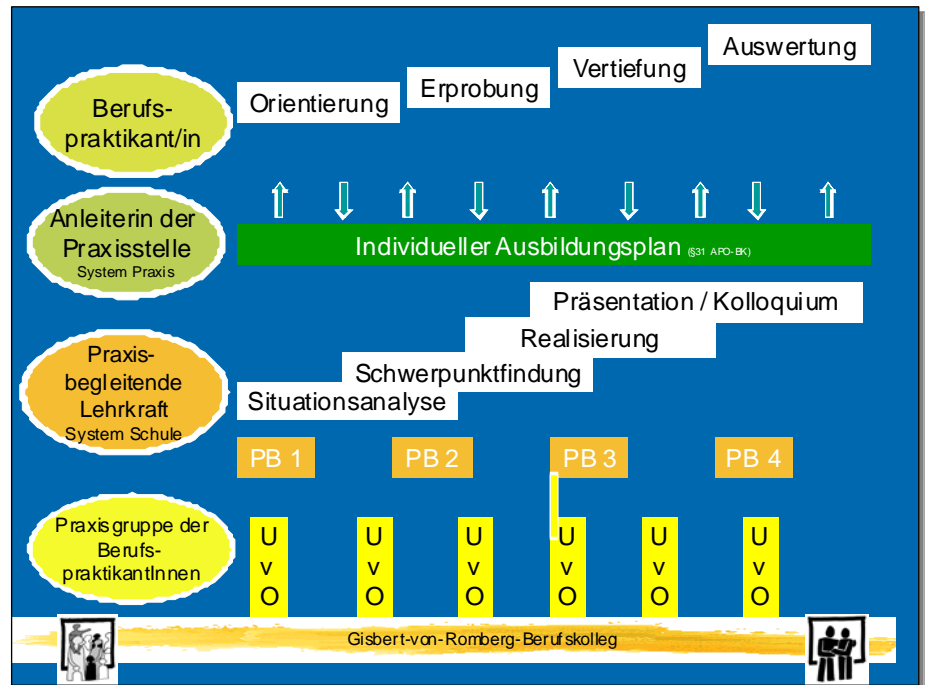 Berufs-
praktikant/in
Orientierung
Erprobung
Vertiefung
Auswertung
Anleiterin der
Praxisstelle
System Praxis
Individueller Ausbildungsplan (§31 APO-BK)
Praxis-
begleitende
Lehrkraft
System Schule
Präsentation / Kolloquium
Realisierung
Schwerpunktfindung
Situationsanalyse
PB 1
PB 2
PB 3
PB 4
Praxisgruppe der
Berufs-
praktikantInnen
U
v
O
U
v
O
U
v
O
U
v
O
U
v
O
U
v
O
Gisbert-von-Romberg-Berufskolleg